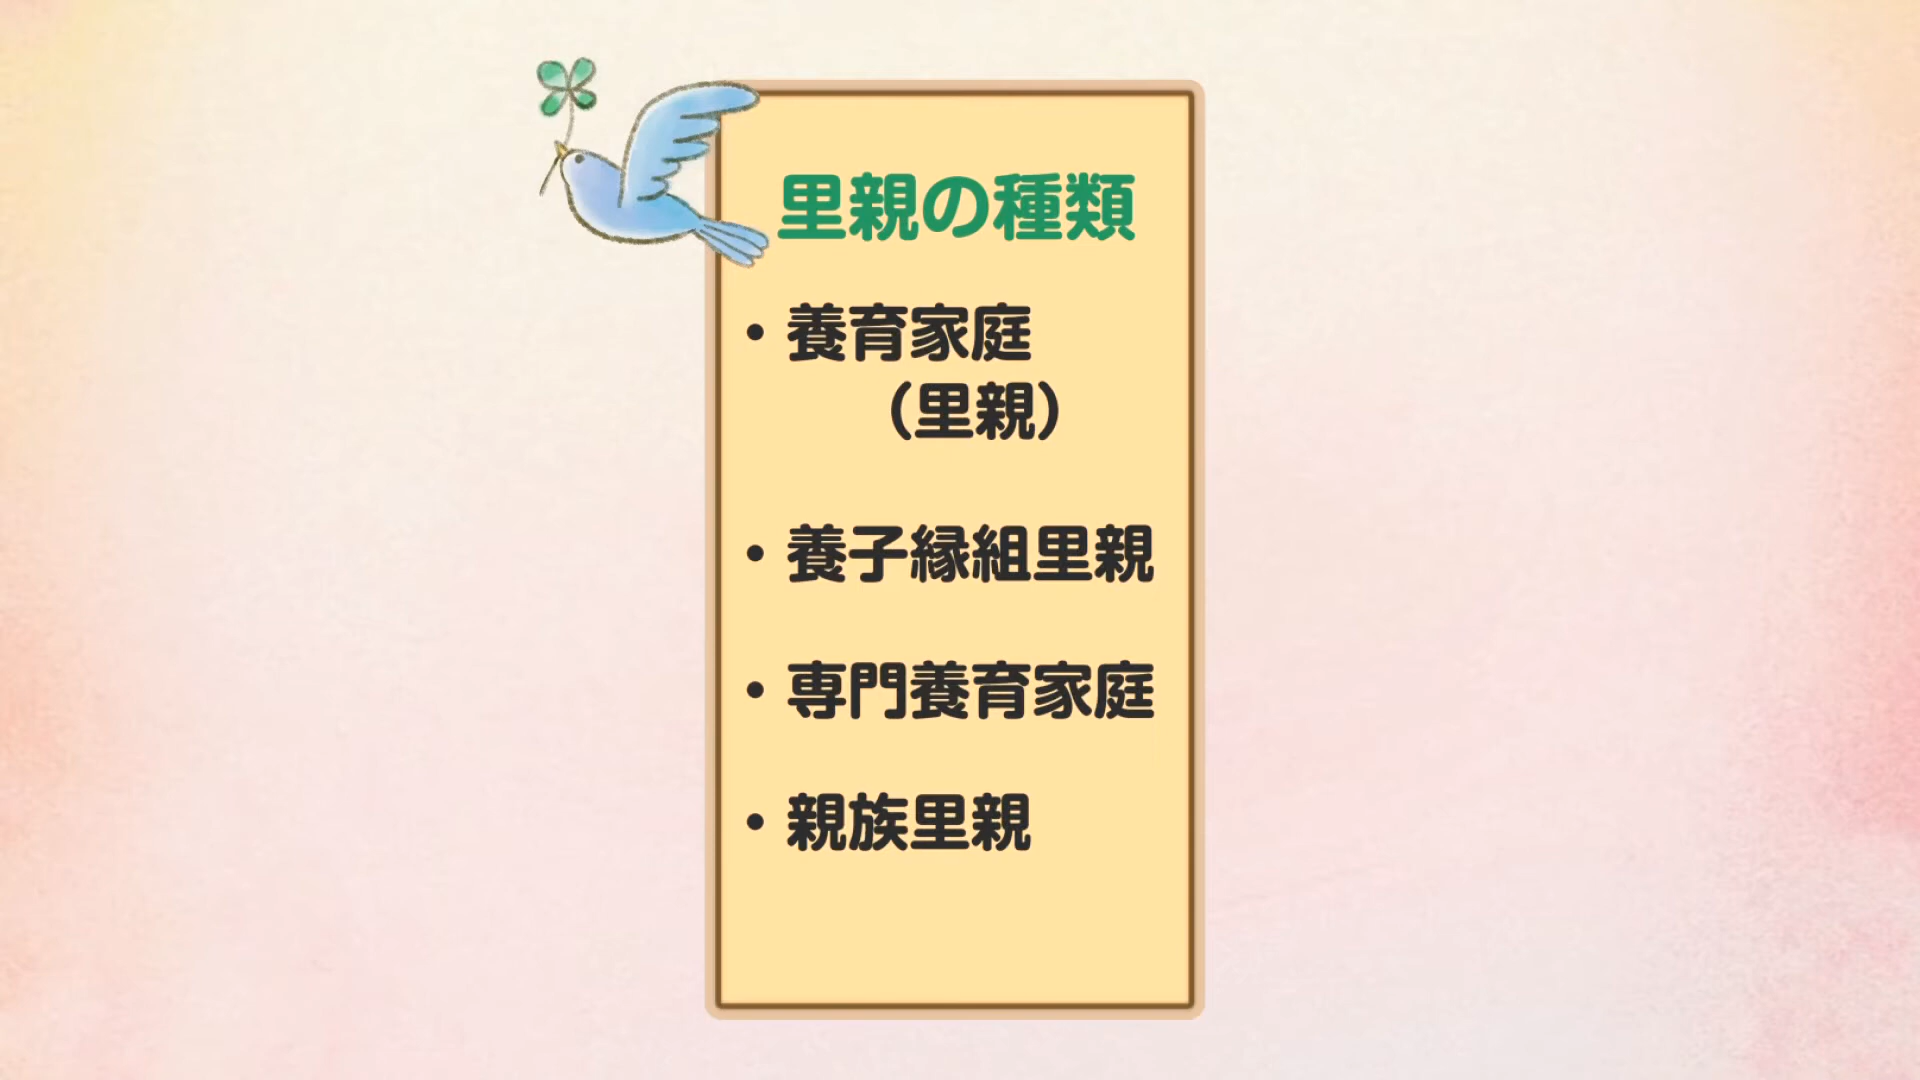 里親の種類
・養育家庭
（里親）
・養子縁組里親
・専門養育家庭
・親族里親